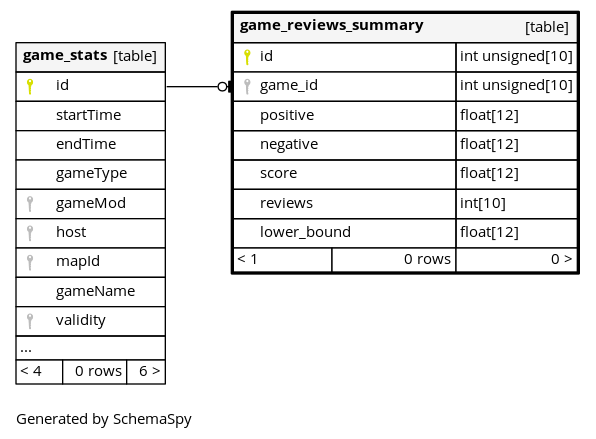 game_stats [table]
id
startTime
endTime
gameType
gameMod
host
mapId
gameName
validity
...
< 4 0 rows 6 >
game_reviews_summary [table]
id int unsigned[10]
game_id int unsigned[10]
positive float[12]
negative float[12]
score float[12]
reviews int[10]
lower_bound float[12]
< 1 0 rows 0 >
Generated by SchemaSpy